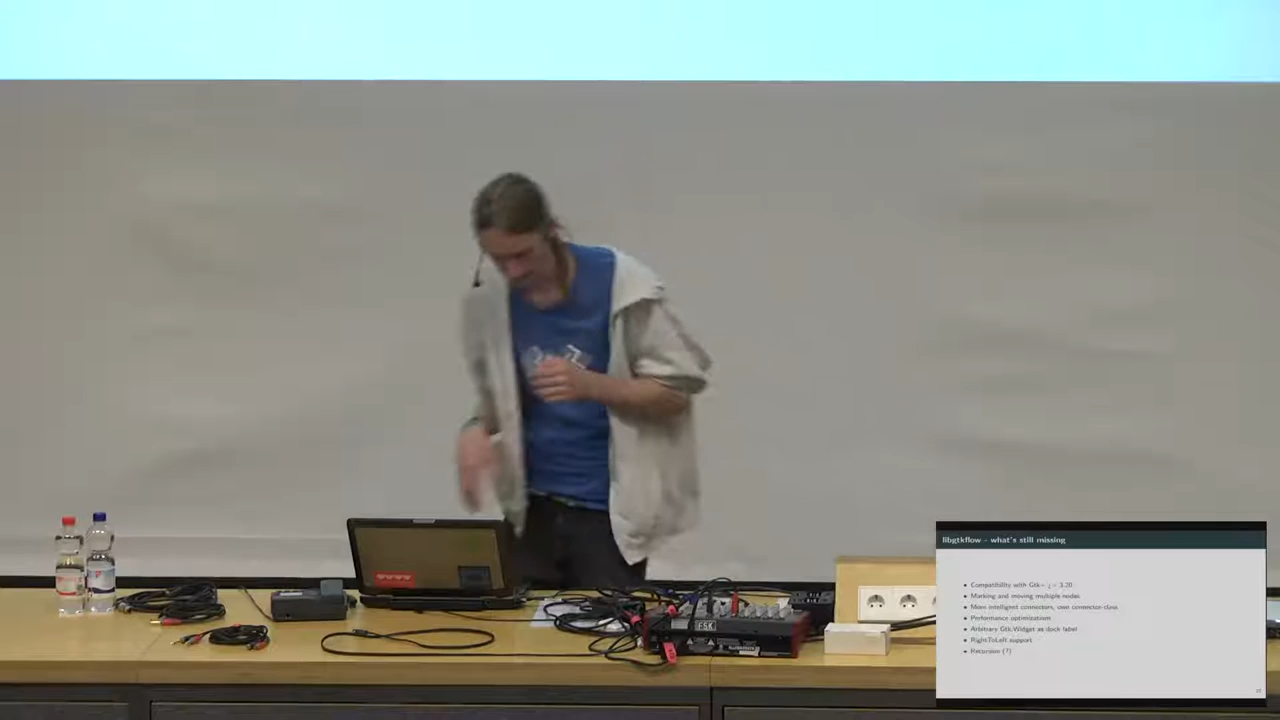 libgtkflow - what's still missing
• Compatibility with Gtk+ ¿= 3.20
• Marking and moving multiple nodes
• More intelligent connectors, own connector-class
• Performance optimizations
• Arbitrary Gtk.Widget as dock-label
• RightToLeft support
• Recursion (?)
FSK